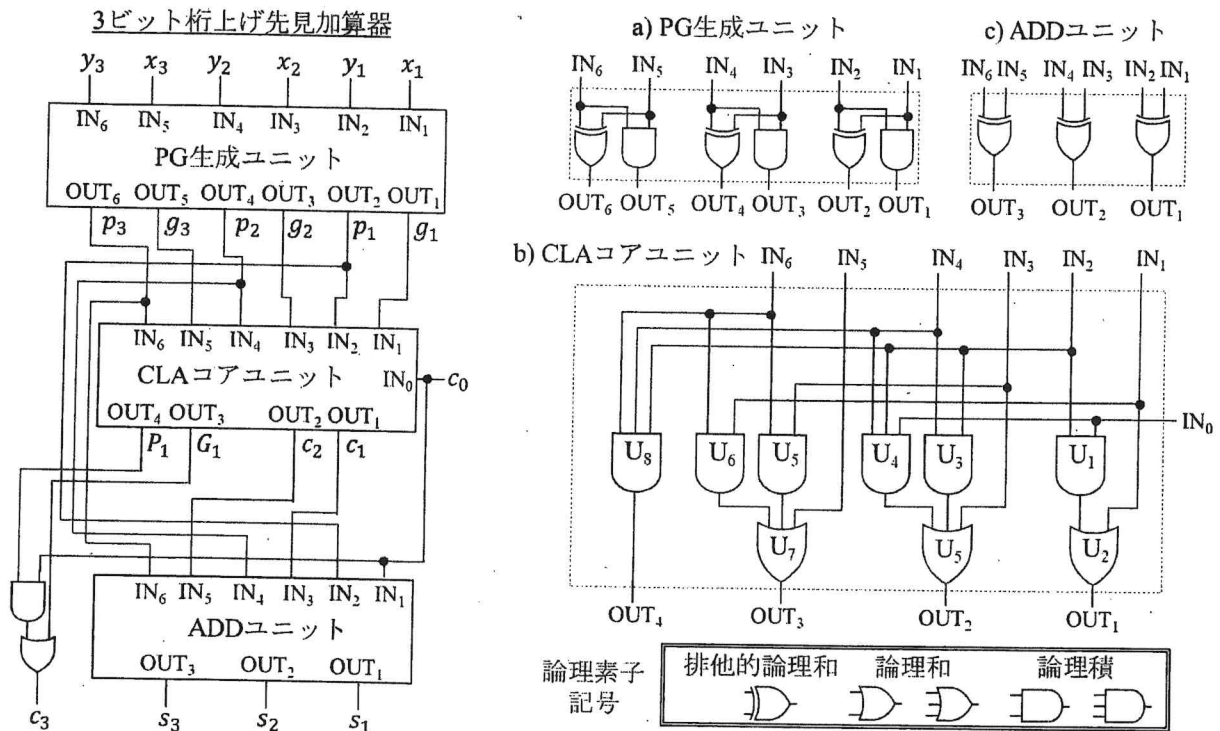 3ビット桁上げ先見加算器
y₃ x₃ y₂ x₂ y₁ x₁
IN₆ IN₅ IN₄ IN₃ IN₂ IN₁
PG生成ユニット
OUT₆ OUT₅ OUT₄ OUT₃ OUT₂ OUT₁
p₃ g₃ p₂ g₂ p₁ g₁
IN₆ IN₅ IN₄ IN₃ IN₂ IN₁
CLAコアユニット IN₀ c₀
OUT₄ OUT₃ OUT₂ OUT₁
P₁ G₁ c₂ c₁
IN₆ IN₅ IN₄ IN₃ IN₂ IN₁
ADDユニット
OUT₃ OUT₂ OUT₁
c₃ s₃ s₂ s₁
a) PG生成ユニット
IN₆ IN₅ IN₄ IN₃ IN₂ IN₁
OUT₆ OUT₅ OUT₄ OUT₃ OUT₂ OUT₁
c) ADDユニット
IN₆ IN₅ IN₄ IN₃ IN₂ IN₁
OUT₃ OUT₂ OUT₁
b) CLAコアユニット IN₆ IN₅ IN₄ IN₃ IN₂ IN₁
IN₀
U₈ U₆ U₅ U₄ U₃ U₁
U₇ U₅ U₂
OUT₄ OUT₃ OUT₂ OUT₁
論理素子
記号
排他的論理和 論理和 論理積